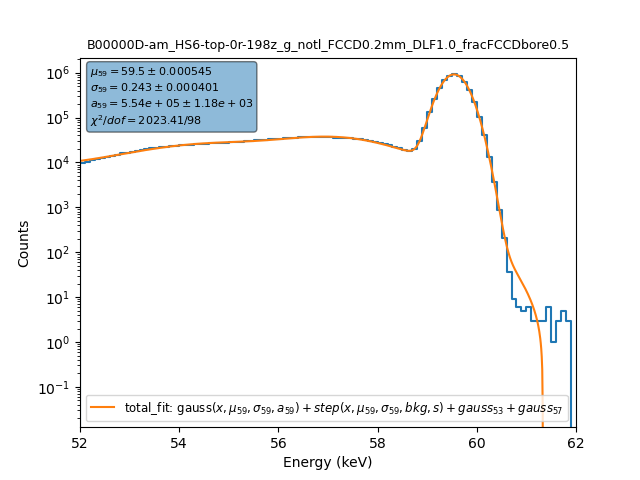 B00000D-am_HS6-top-0r-198z_g_notl_FCCD0.2mm_DLF1.0_fracFCCDbore0.5
μ₅₉ = 59.5 ± 0.000545
σ₅₉ = 0.243 ± 0.000401
a₅₉ = 5.54e + 05 ± 1.18e + 03
χ²/dof = 2023.41/98
10⁶
10⁵
10⁴
10³
10²
10¹
10⁰
10⁻¹
Counts
total_fit: gauss(x, μ₅₉, σ₅₉, a₅₉) + step(x, μ₅₉, σ₅₉, bkg, s) + gauss₅₃ + gauss₅₇
52 54 56 58 60 62
Energy (keV)